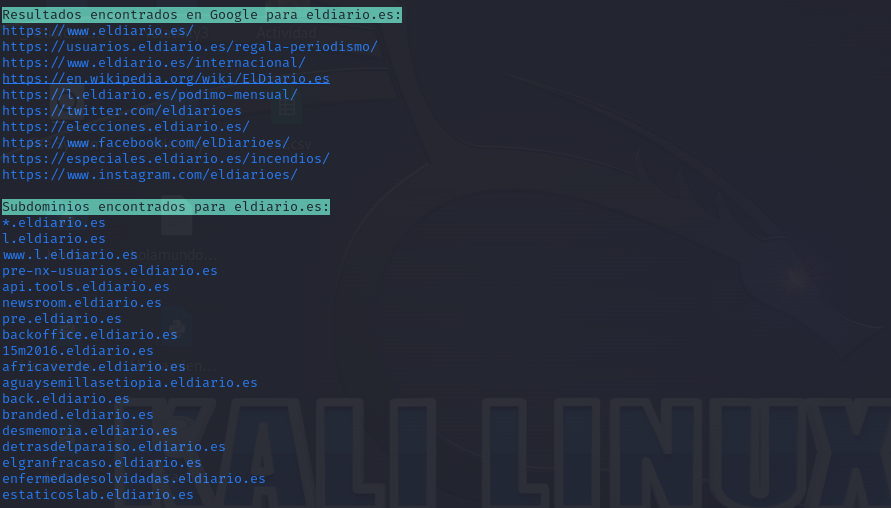 Resultados encontrados en Google para eldiario.es:
https://www.eldiario.es/
https://usuarios.eldiario.es/regala-periodismo/
https://www.eldiario.es/internacional/
https://en.wikipedia.org/wiki/ElDiario.es
https://l.eldiario.es/podimo-mensual/
https://twitter.com/eldiarioes
https://elecciones.eldiario.es/
https://www.facebook.com/elDiarioes/
https://especiales.eldiario.es/incendios/
https://www.instagram.com/eldiarioes/
Subdominios encontrados para eldiario.es:
*.eldiario.es
l.eldiario.es
www.l.eldiario.es
pre-nx-usuarios.eldiario.es
api.tools.eldiario.es
newsroom.eldiario.es
pre.eldiario.es
backoffice.eldiario.es
15m2016.eldiario.es
africaverde.eldiario.es
aguaysemillasetiopia.eldiario.es
back.eldiario.es
branded.eldiario.es
desmemoria.eldiario.es
detrasdelparaiso.eldiario.es
elgranfracaso.eldiario.es
enfermedadesolvidadas.eldiario.es
estaticoslab.eldiario.es
KALI LINUX
Actividad